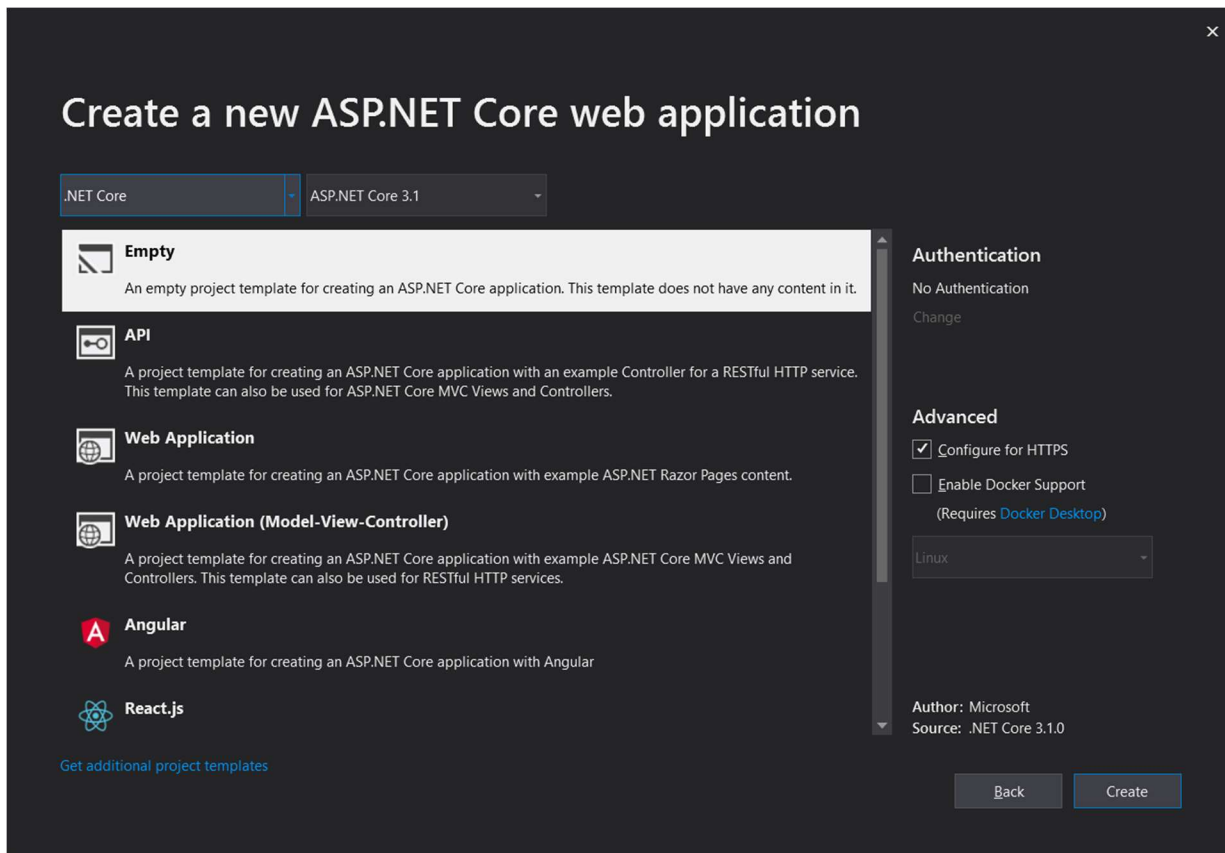 Create a new ASP.NET Core web application
.NET Core
ASP.NET Core 3.1
Empty
An empty project template for creating an ASP.NET Core application. This template does not have any content in it.
API
A project template for creating an ASP.NET Core application with an example Controller for a RESTful HTTP service.
This template can also be used for ASP.NET Core MVC Views and Controllers.
Web Application
A project template for creating an ASP.NET Core application with example ASP.NET Razor Pages content.
Web Application (Model-View-Controller)
A project template for creating an ASP.NET Core application with example ASP.NET Core MVC Views and
Controllers. This template can also be used for RESTful HTTP services.
Angular
A project template for creating an ASP.NET Core application with Angular
React.js
Get additional project templates
Authentication
No Authentication
Change
Advanced
Configure for HTTPS
Enable Docker Support
(Requires Docker Desktop)
Linux
Author: Microsoft
Source: .NET Core 3.1.0
Back
Create